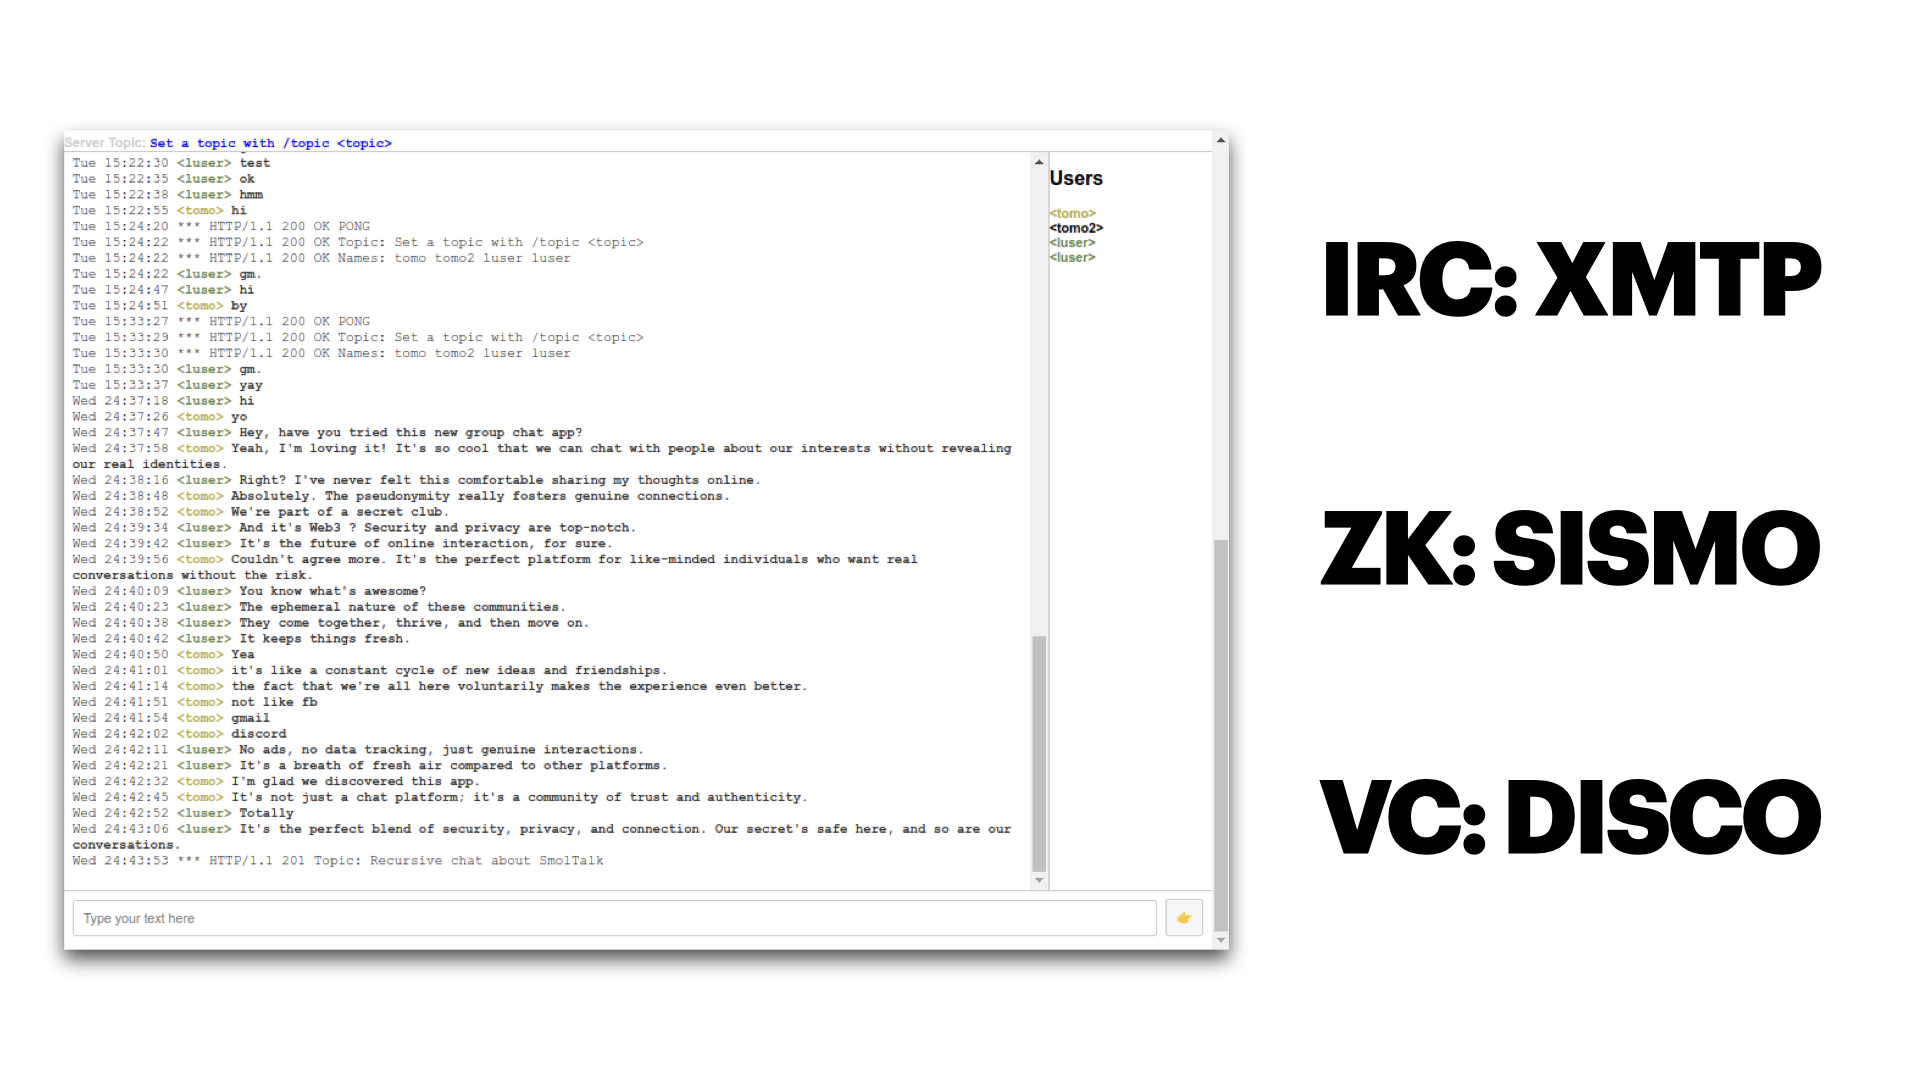 Server Topic: Set a topic with /topic <topic>
Tue 15:22:30 <luser> test
Tue 15:22:35 <luser> ok
Tue 15:22:38 <luser> hmm
Tue 15:22:55 <tomo> hi
Tue 15:24:20 *** HTTP/1.1 200 OK PONG
Tue 15:24:22 *** HTTP/1.1 200 OK Topic: Set a topic with /topic <topic>
Tue 15:24:22 *** HTTP/1.1 200 OK Names: tomo tomo2 luser luser
Tue 15:24:22 <luser> gm.
Tue 15:24:47 <luser> hi
Tue 15:24:51 <tomo> by
Tue 15:33:27 *** HTTP/1.1 200 OK PONG
Tue 15:33:29 *** HTTP/1.1 200 OK Topic: Set a topic with /topic <topic>
Tue 15:33:30 *** HTTP/1.1 200 OK Names: tomo tomo2 luser luser
Tue 15:33:30 <luser> gm.
Tue 15:33:37 <luser> yay
Wed 24:37:18 <luser> hi
Wed 24:37:26 <tomo> yo
Wed 24:37:47 <luser> Hey, have you tried this new group chat app?
Wed 24:37:58 <tomo> Yeah, I'm loving it! It's so cool that we can chat with people about our interests without revealing
our real identities.
Wed 24:38:16 <luser> Right? I've never felt this comfortable sharing my thoughts online.
Wed 24:38:48 <tomo> Absolutely. The pseudonymity really fosters genuine connections.
Wed 24:38:52 <tomo> We're part of a secret club.
Wed 24:39:34 <luser> And it's Web3 ? Security and privacy are top-notch.
Wed 24:39:42 <luser> It's the future of online interaction, for sure.
Wed 24:39:56 <tomo> Couldn't agree more. It's the perfect platform for like-minded individuals who want real
conversations without the risk.
Wed 24:40:09 <luser> You know what's awesome?
Wed 24:40:23 <luser> The ephemeral nature of these communities.
Wed 24:40:38 <luser> They come together, thrive, and then move on.
Wed 24:40:42 <luser> It keeps things fresh.
Wed 24:40:50 <tomo> Yea
Wed 24:41:01 <tomo> it's like a constant cycle of new ideas and friendships.
Wed 24:41:14 <tomo> the fact that we're all here voluntarily makes the experience even better.
Wed 24:41:51 <tomo> not like fb
Wed 24:41:54 <tomo> gmail
Wed 24:42:02 <tomo> discord
Wed 24:42:11 <luser> No ads, no data tracking, just genuine interactions.
Wed 24:42:21 <luser> It's a breath of fresh air compared to other platforms.
Wed 24:42:32 <tomo> I'm glad we discovered this app.
Wed 24:42:45 <tomo> It's not just a chat platform; it's a community of trust and authenticity.
Wed 24:42:52 <luser> Totally
Wed 24:43:06 <luser> It's the perfect blend of security, privacy, and connection. Our secret's safe here, and so are our
conversations.
Wed 24:43:53 *** HTTP/1.1 201 Topic: Recursive chat about SmolTalk
Type your text here
Users
<tomo>
<tomo2>
<luser>
<luser>
IRC: XMTP
ZK: SISMO
VC: DISCO